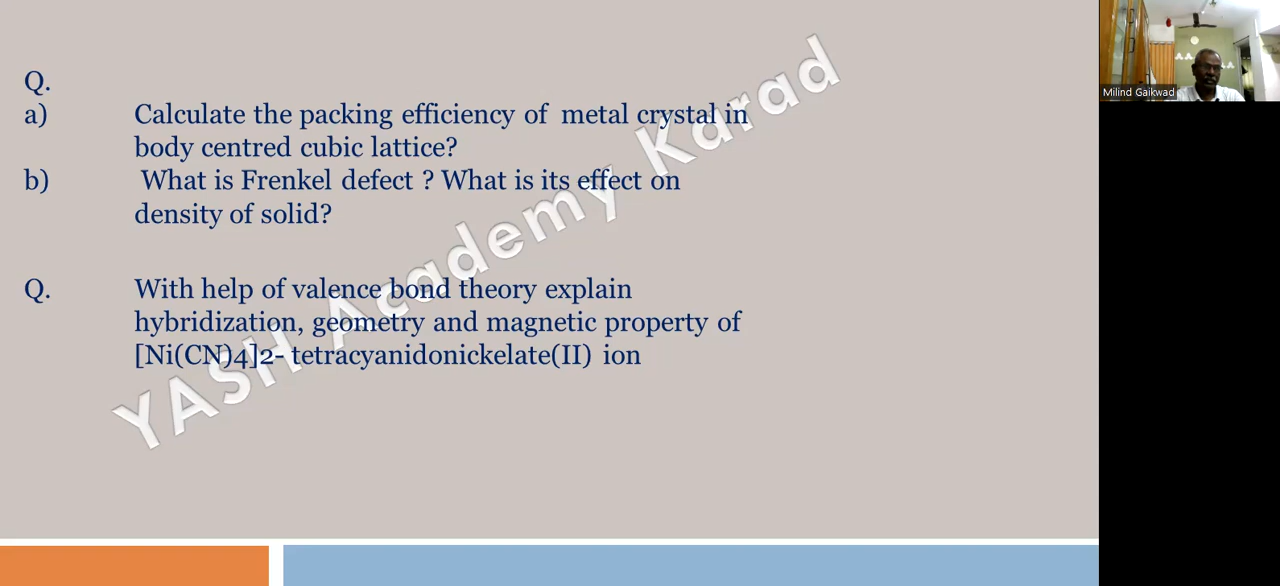 Q.
a) Calculate the packing efficiency of metal crystal in
body centred cubic lattice?
b) What is Frenkel defect ? What is its effect on
density of solid?
Q. With help of valence bond theory explain
hybridization, geometry and magnetic property of
[Ni(CN)4]2- tetracyanidonickelate(II) ion
YASH Academy Karad
Milind Gaikwad